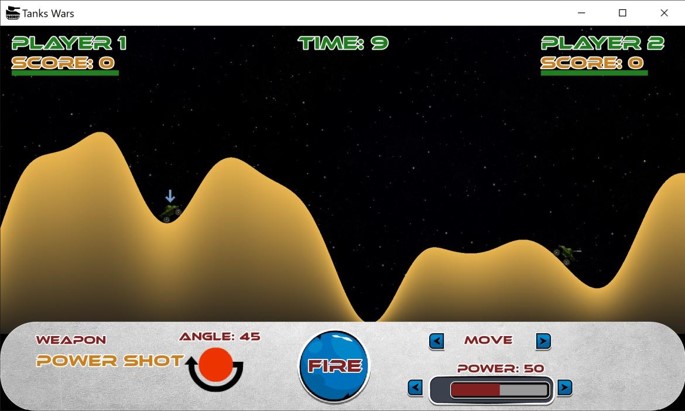 Tanks Wars
PLAYER 1
TIME: 9
PLAYER 2
SCORE: 0
SCORE: 0
WEAPON
ANGLE: 45
MOVE
POWER SHOT
FIRE
POWER: 50